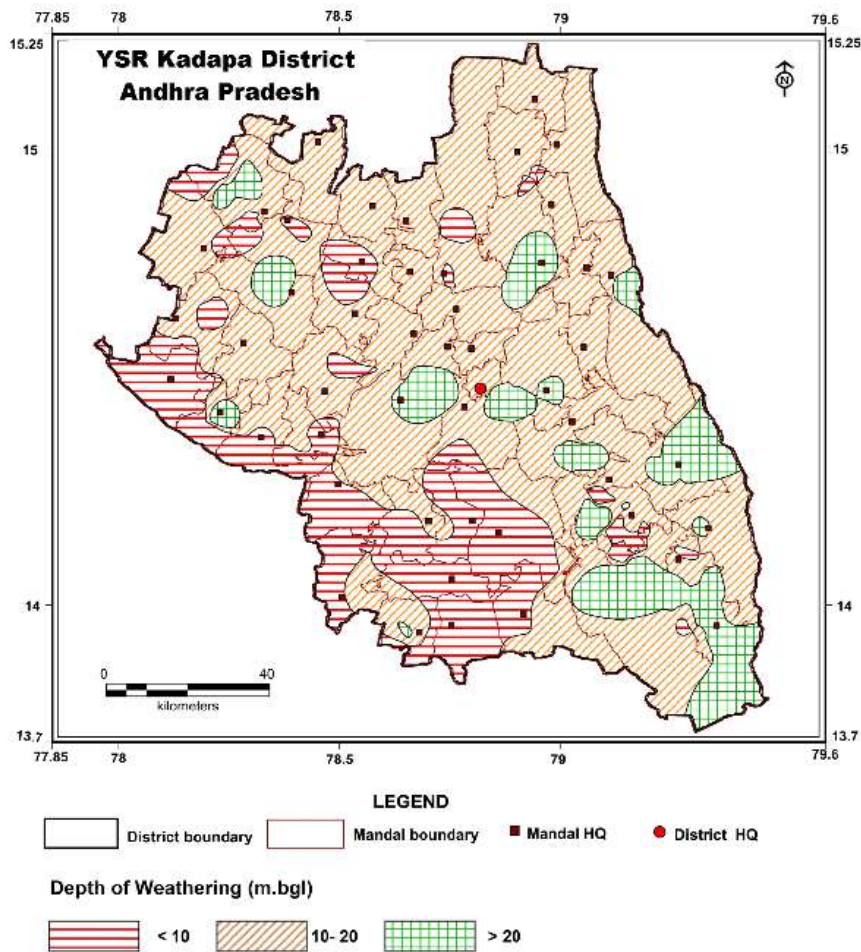 77.85 78 78.5 79 79.6
15.25 15.25
YSR Kadapa District
Andhra Pradesh
N
15 15
14 14
0 40
kilometers
13.7 13.7
77.85 78 78.5 79 79.6
LEGEND
District boundary Mandal boundary Mandal HQ District HQ
Depth of Weathering (m.bgl)
< 10 10- 20 > 20